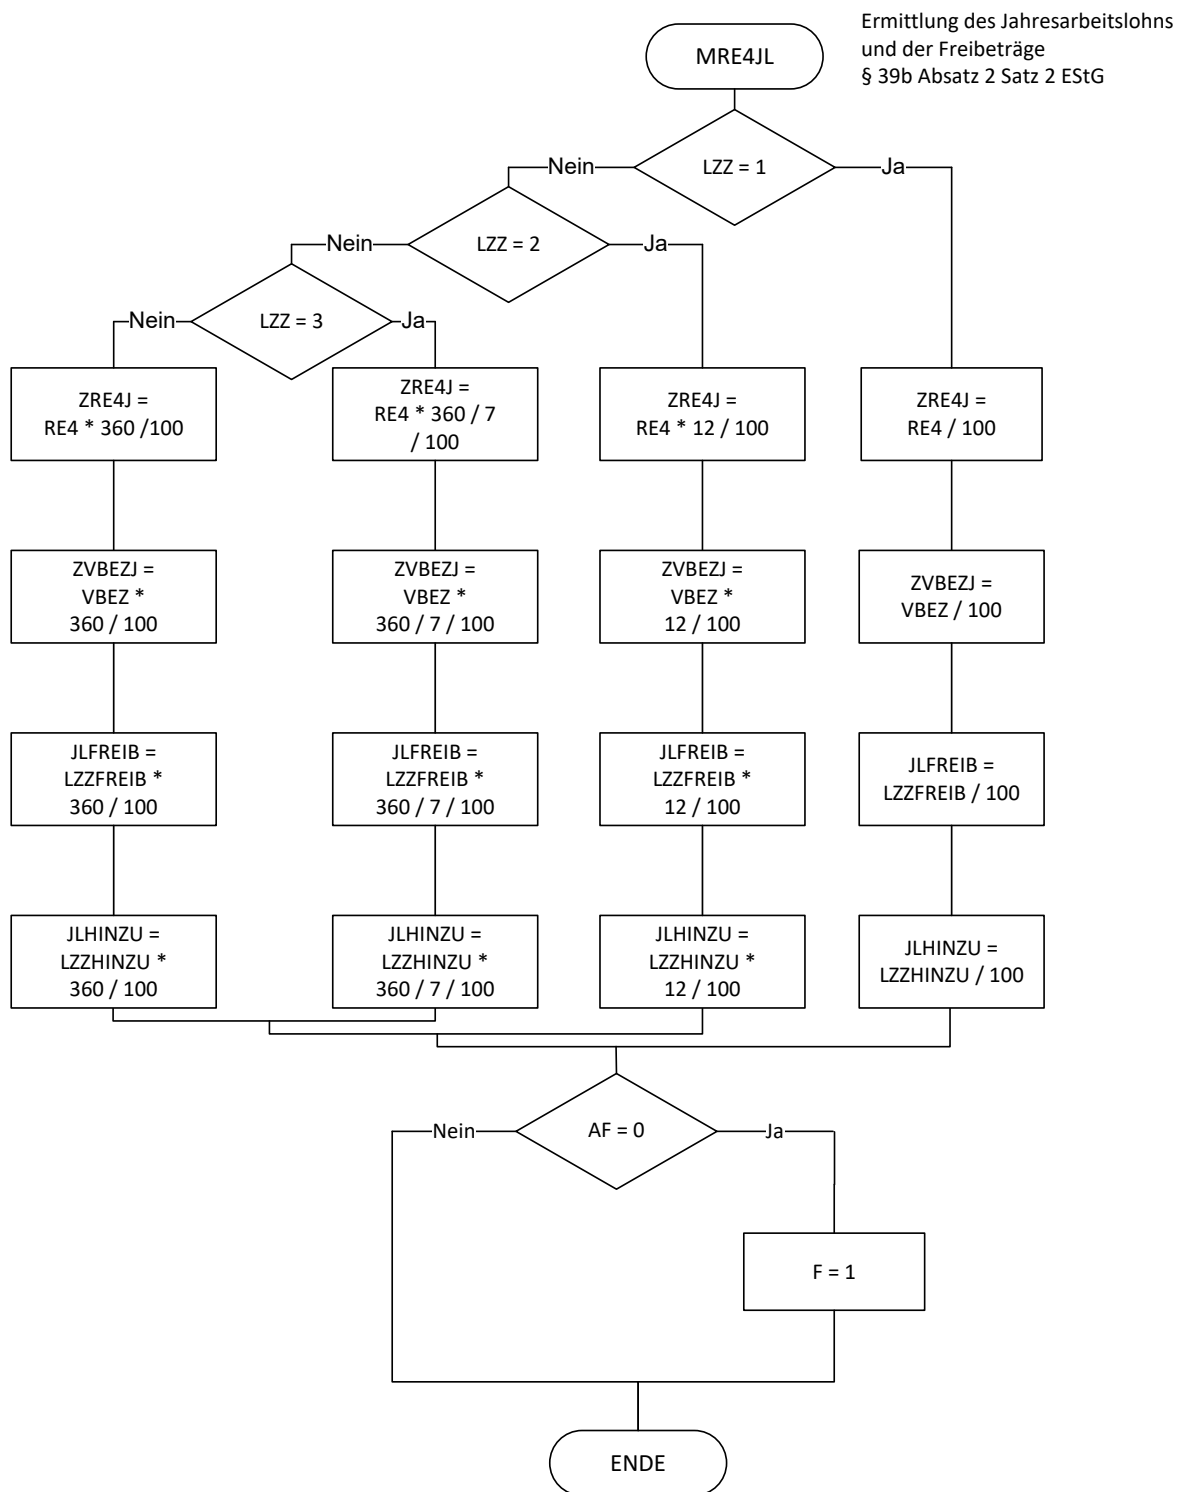 Ermittlung des Jahresarbeitslohns
und der Freibeträge
§ 39b Absatz 2 Satz 2 EStG
MRE4JL
LZZ = 1
Nein
Ja
LZZ = 2
Nein
Ja
LZZ = 3
Nein
Ja
ZRE4J =
RE4 * 360 /100
ZRE4J =
RE4 * 360 / 7
/ 100
ZRE4J =
RE4 * 12 / 100
ZRE4J =
RE4 / 100
ZVBEZJ =
VBEZ *
360 / 100
ZVBEZJ =
VBEZ *
360 / 7 / 100
ZVBEZJ =
VBEZ *
12 / 100
ZVBEZJ =
VBEZ / 100
JLFREIB =
LZZFREIB *
360 / 100
JLFREIB =
LZZFREIB *
360 / 7 / 100
JLFREIB =
LZZFREIB *
12 / 100
JLFREIB =
LZZFREIB / 100
JLHINZU =
LZZHINZU *
360 / 100
JLHINZU =
LZZHINZU *
360 / 7 / 100
JLHINZU =
LZZHINZU *
12 / 100
JLHINZU =
LZZHINZU / 100
AF = 0
Nein
Ja
F = 1
ENDE